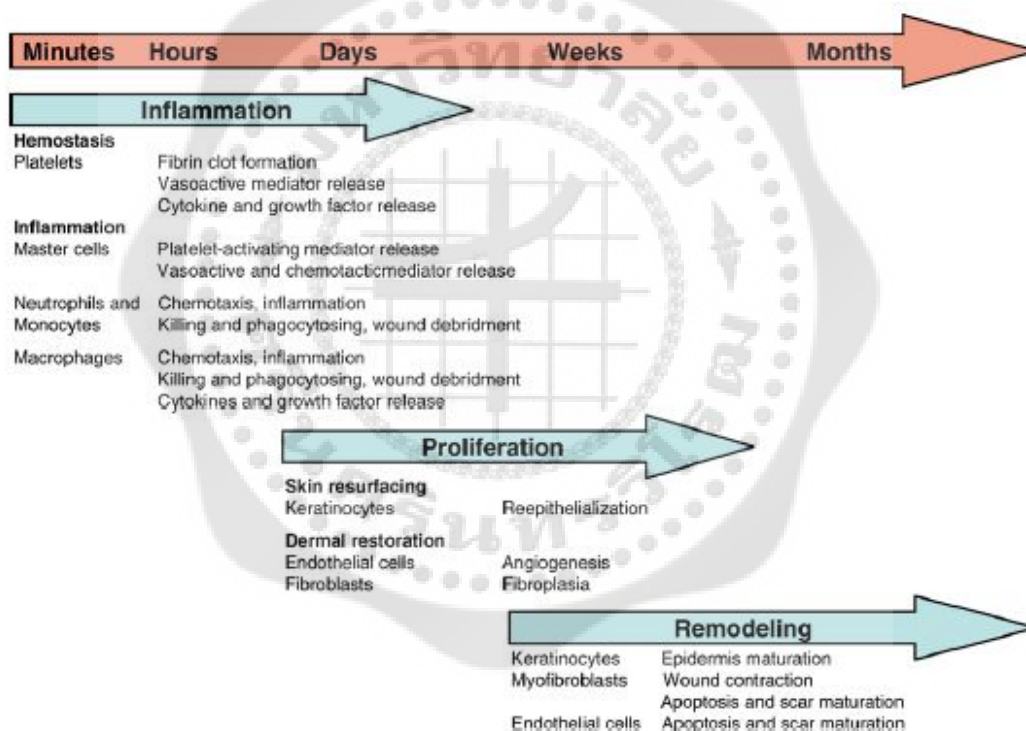 Minutes Hours Days Weeks Months
Inflammation
Hemostasis
Platelets Fibrin clot formation
Vasoactive mediator release
Cytokine and growth factor release
Inflammation
Master cells Platelet-activating mediator release
Vasoactive and chemotacticmediator release
Neutrophils and Chemotaxis, inflammation
Monocytes Killing and phagocytosing, wound debridment
Macrophages Chemotaxis, inflammation
Killing and phagocytosing, wound debridment
Cytokines and growth factor release
Proliferation
Skin resurfacing
Keratinocytes Reepithelialization
Dermal restoration
Endothelial cells Angiogenesis
Fibroblasts Fibroplasia
Remodeling
Keratinocytes Epidermis maturation
Myofibroblasts Wound contraction
Apoptosis and scar maturation
Endothelial cells Apoptosis and scar maturation